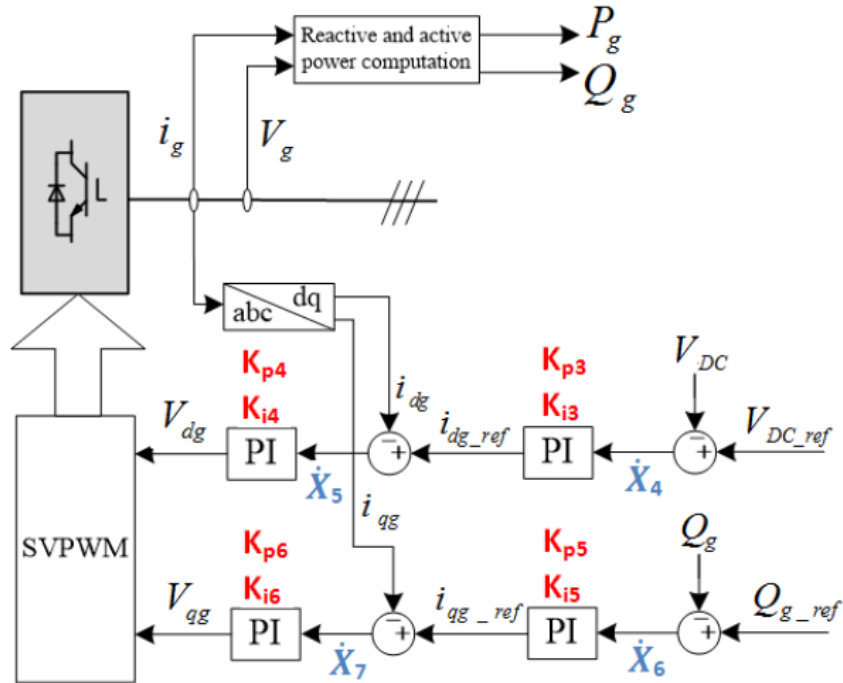 Reactive and active
power computation
P_g
Q_g
i_g
V_g
abc
dq
K_p4
K_i4
K_p3
K_i3
V_DC
V_dg
PI
i_dg
i_dg_ref
PI
V_DC_ref
Ẋ_5
Ẋ_4
SVPWM
i_qg
K_p6
K_i6
K_p5
K_i5
Q_g
V_qg
PI
i_qg_ref
PI
Q_g_ref
Ẋ_7
Ẋ_6